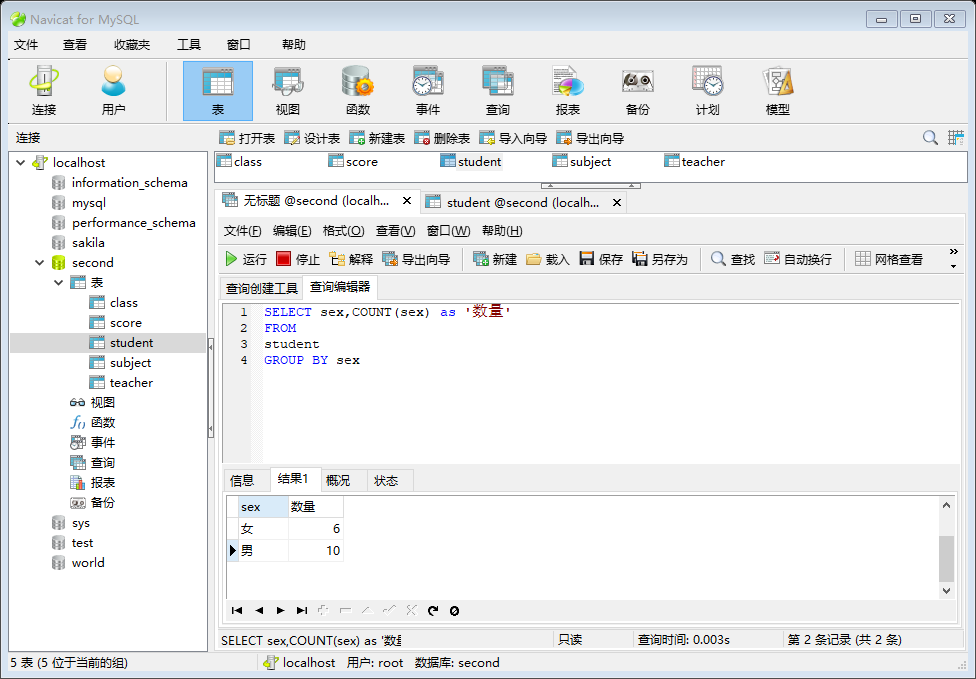 Navicat for MySQL
文件 查看 收藏夹 工具 窗口 帮助
连接 用户 表 视图 函数 事件 查询 报表 备份 计划 模型
连接
打开表 设计表 新建表 删除表 导入向导 导出向导
class score student subject teacher
localhost
information_schema
mysql
performance_schema
sakila
second
表
class
score
student
subject
teacher
视图
函数
事件
查询
报表
备份
sys
test
world
无标题 @second (localh... student @second (localh...
文件(F) 编辑(E) 格式(O) 查看(V) 窗口(W) 帮助(H)
运行 停止 解释 导出向导 新建 载入 保存 另存为 查找 自动换行 网格查看
查询创建工具 查询编辑器
1 SELECT sex,COUNT(sex) as '数量'
2 FROM
3 student
4 GROUP BY sex
信息 结果1 概况 状态
sex 数量
女 6
男 10
SELECT sex,COUNT(sex) as '数量 只读 查询时间: 0.003s 第 2 条记录 (共 2 条)
5 表 (5 位于当前的组) localhost 用户: root 数据库: second